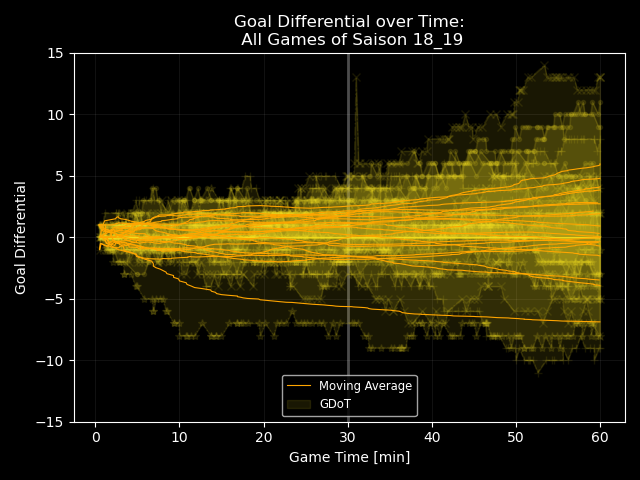 Goal Differential over Time:
All Games of Saison 18_19
Goal Differential
15
10
5
0
−5
−10
−15
0
10
20
30
40
50
60
Game Time [min]
Moving Average
GDoT